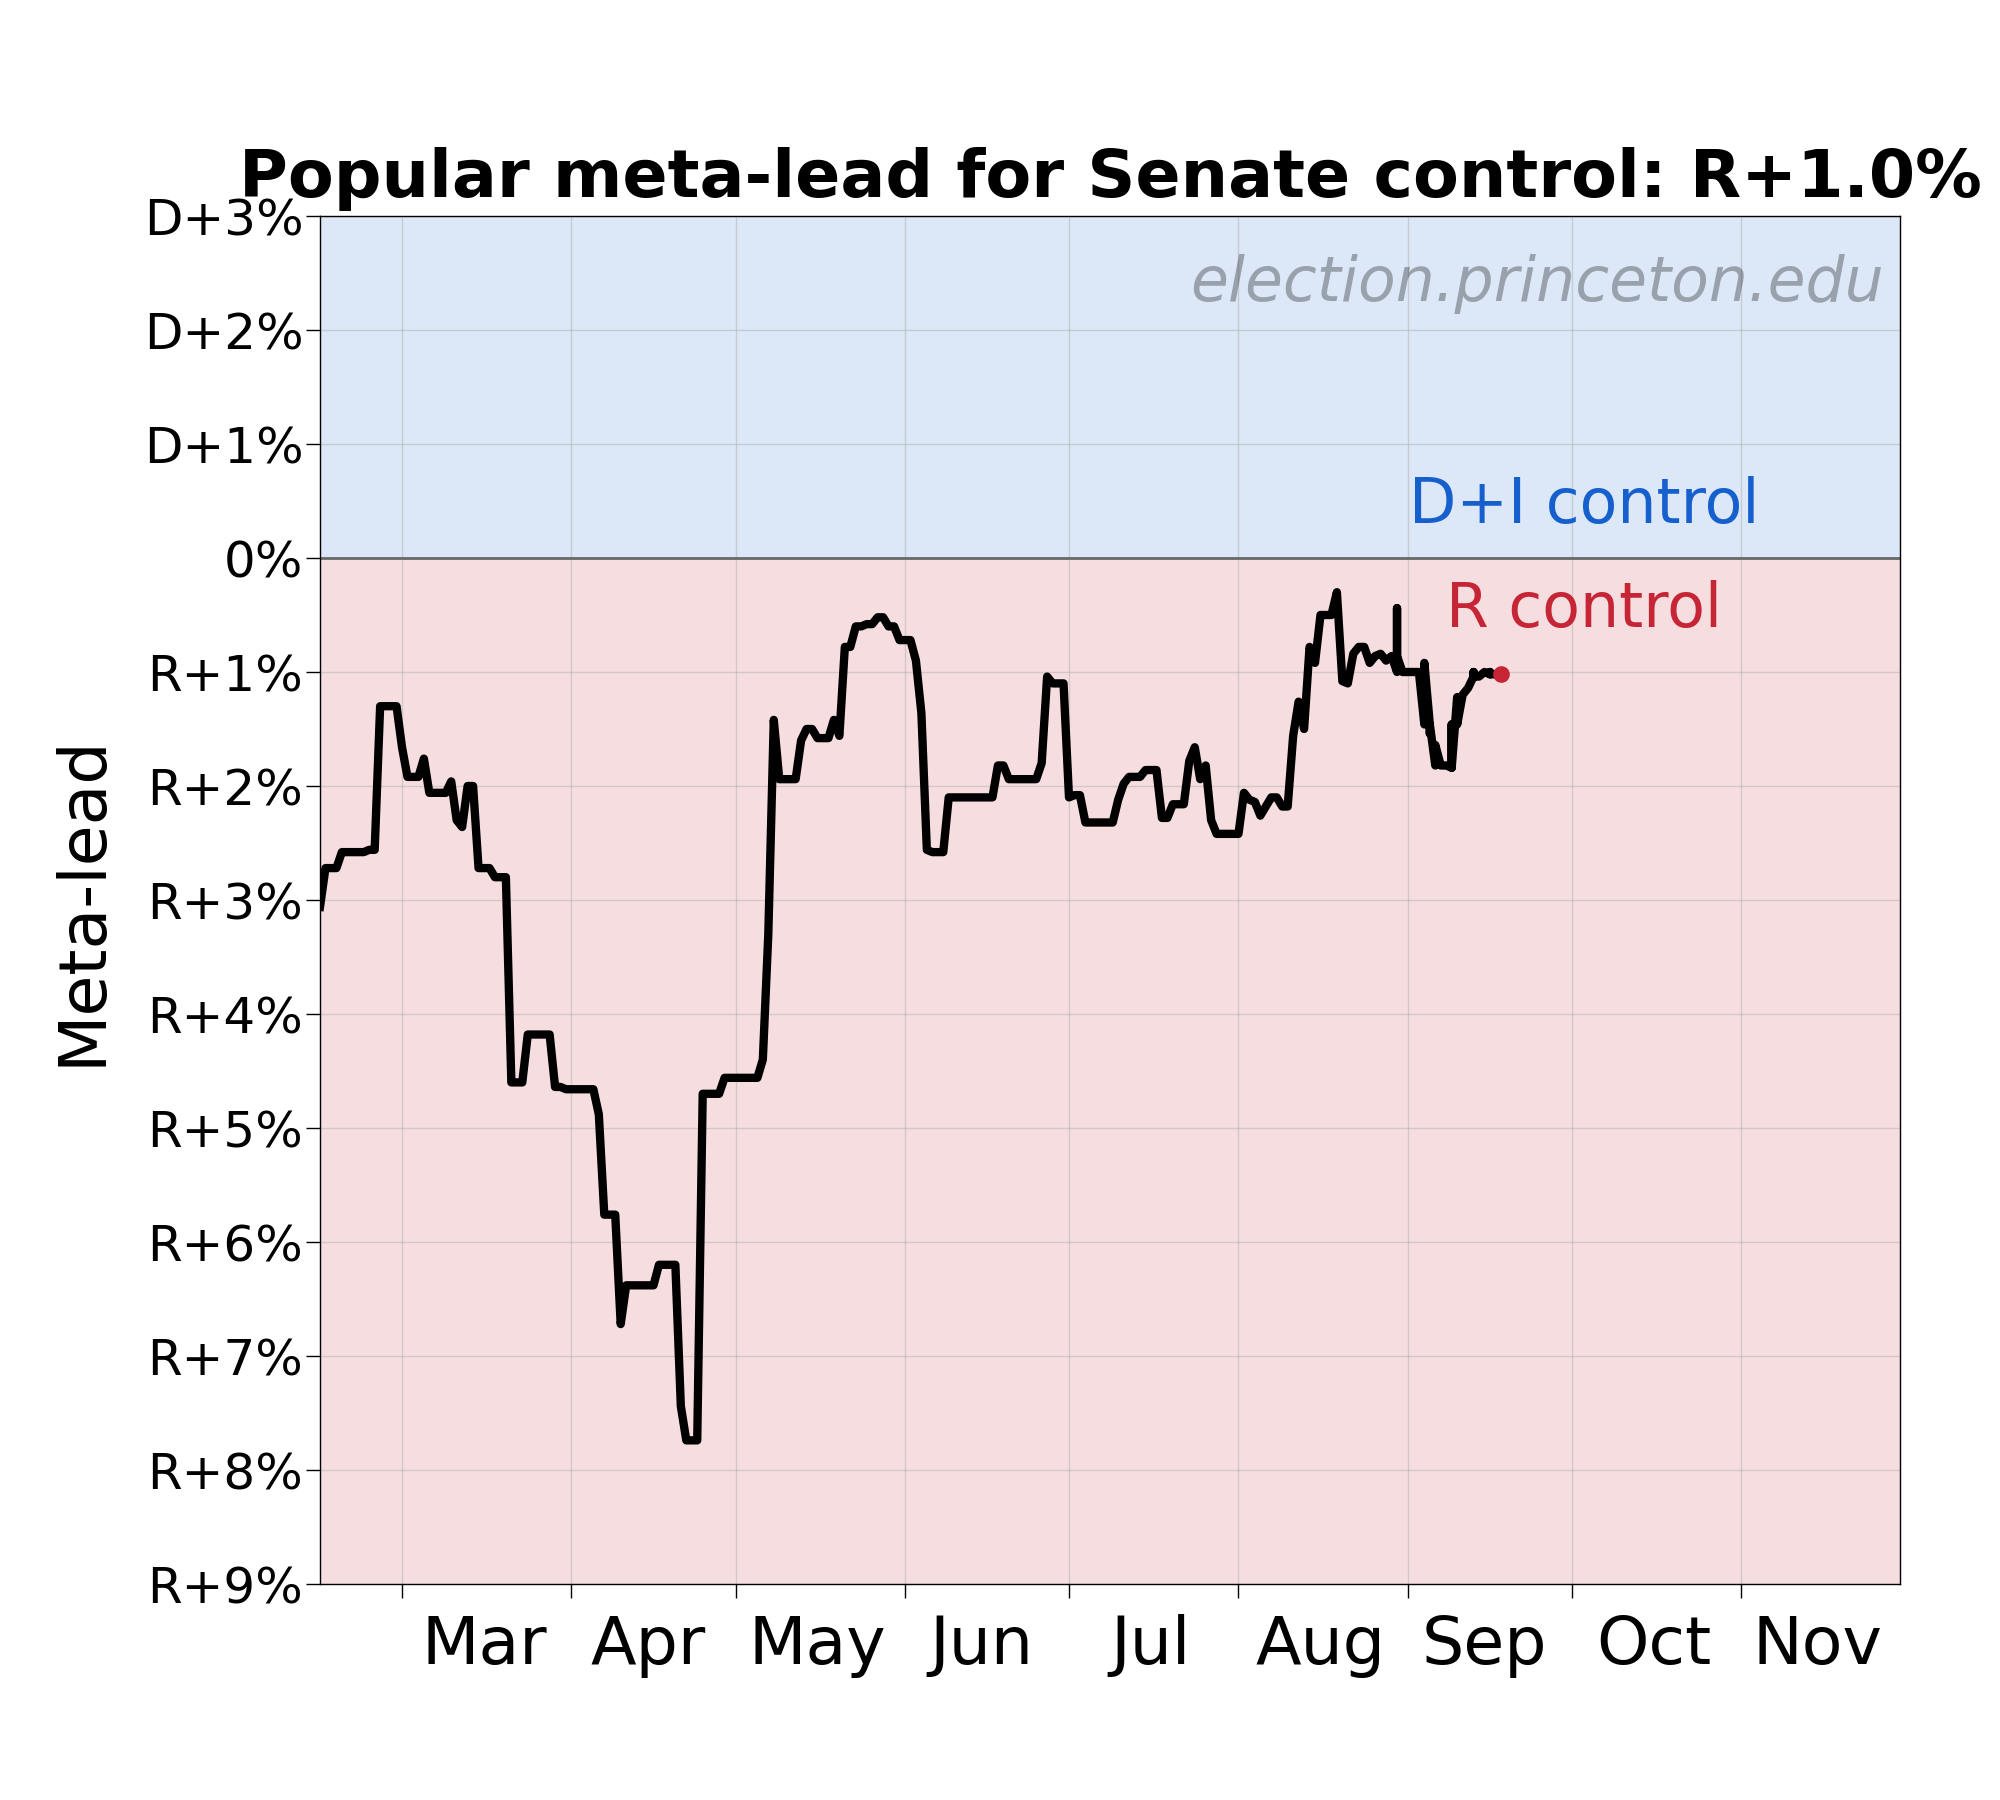 Popular meta-lead for Senate control: R+1.0%
D+3%
election.princeton.edu
D+2%
D+1%
D+I control
0%
R control
R+1%
R+2%
Meta-lead
R+3%
R+4%
R+5%
R+6%
R+7%
R+8%
R+9%
Mar Apr May Jun Jul Aug Sep Oct Nov